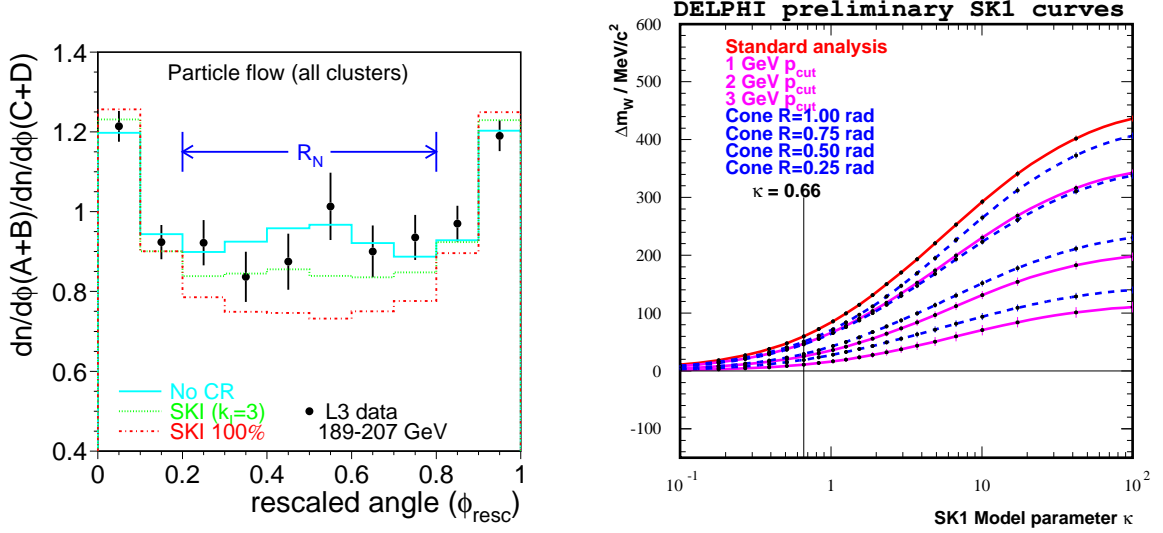 Particle flow (all clusters)
R_N
No CR
SKI (k_I=3)
SKI 100%
L3 data
189-207 GeV
dn/dϕ(A+B)/dn/dϕ(C+D)
1.4
1.2
1
0.8
0.6
0.4
0 0.2 0.4 0.6 0.8 1
rescaled angle (ϕ_resc)
DELPHI preliminary SK1 curves
Δm_W / MeV/c²
600
500
400
300
200
100
0
-100
Standard analysis
1 GeV p_cut
2 GeV p_cut
3 GeV p_cut
Cone R=1.00 rad
Cone R=0.75 rad
Cone R=0.50 rad
Cone R=0.25 rad
κ = 0.66
10⁻¹ 1 10 10²
SK1 Model parameter κ